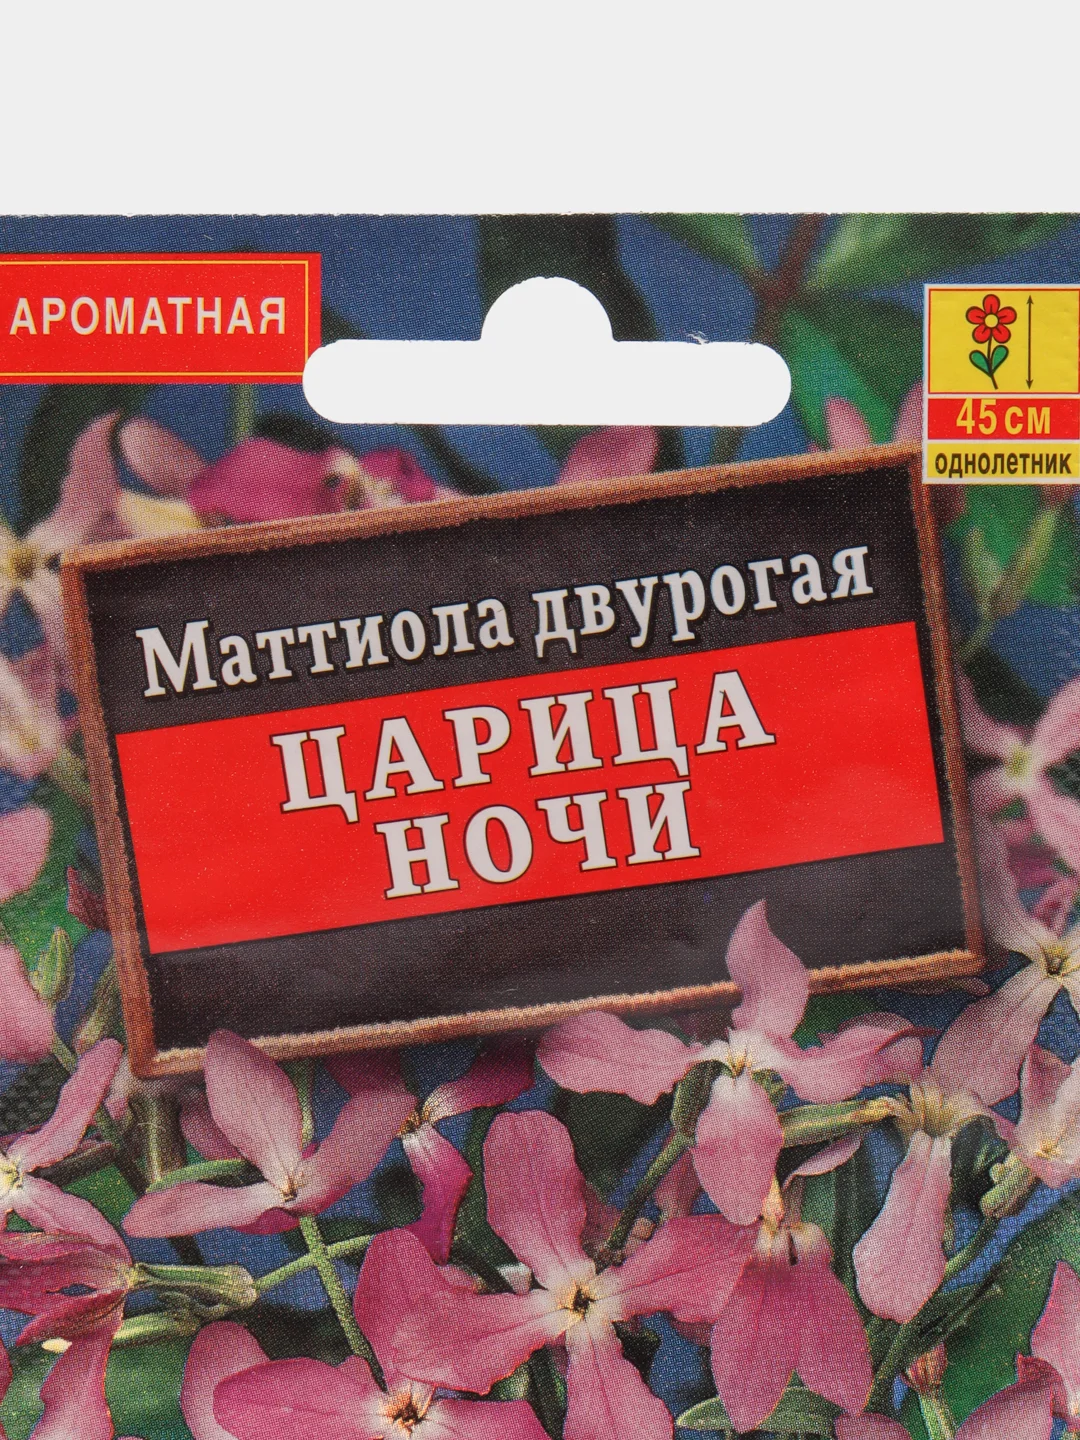 АРОМАТНАЯ
45 см
однолетник
Маттиола двурогая
ЦАРИЦА
НОЧИ